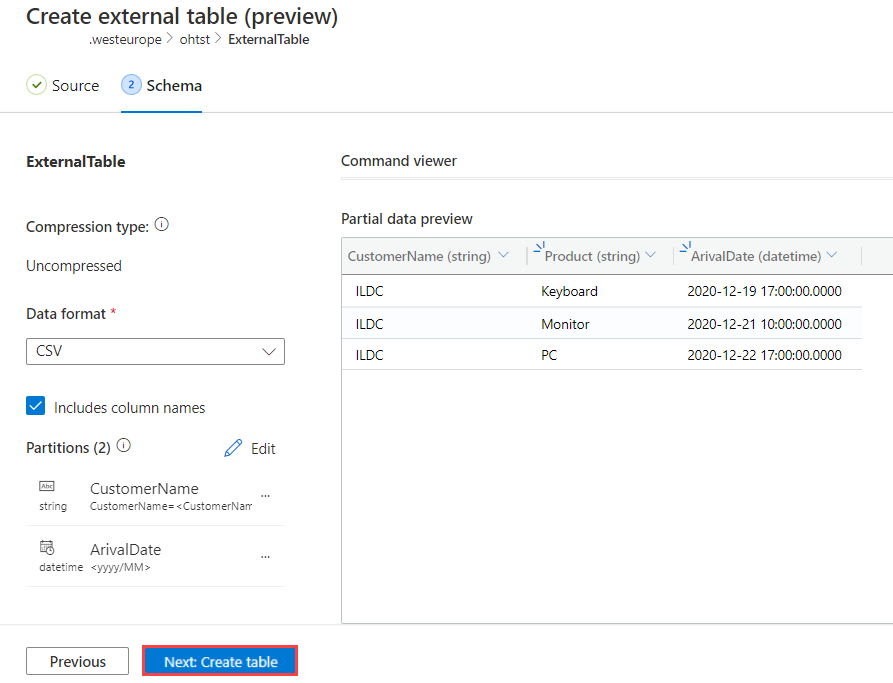 Create external table (preview)
.westeurope > ohtst > ExternalTable
Source
2 Schema
ExternalTable
Compression type:
Uncompressed
Data format *
CSV
Includes column names
Partitions (2)
Edit
Abc
string
CustomerName
CustomerName=<CustomerNam
...
datetime
ArivalDate
<yyyy/MM>
...
Command viewer
Partial data preview
CustomerName (string) Product (string) ArivalDate (datetime)
ILDC Keyboard 2020-12-19 17:00:00.0000
ILDC Monitor 2020-12-21 10:00:00.0000
ILDC PC 2020-12-22 17:00:00.0000
Previous
Next: Create table